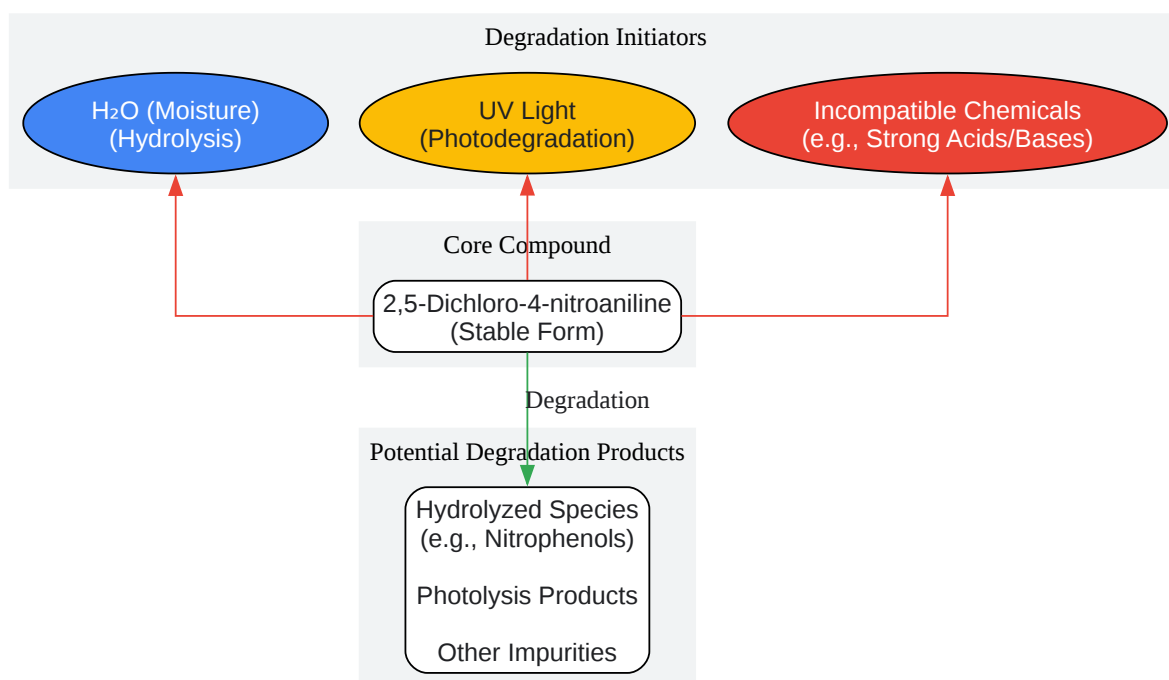 Degradation Initiators
H₂O (Moisture)
(Hydrolysis)
UV Light
(Photodegradation)
Incompatible Chemicals
(e.g., Strong Acids/Bases)
Core Compound
2,5-Dichloro-4-nitroaniline
(Stable Form)
Degradation
Potential Degradation Products
Hydrolyzed Species
(e.g., Nitrophenols)
Photolysis Products
Other Impurities